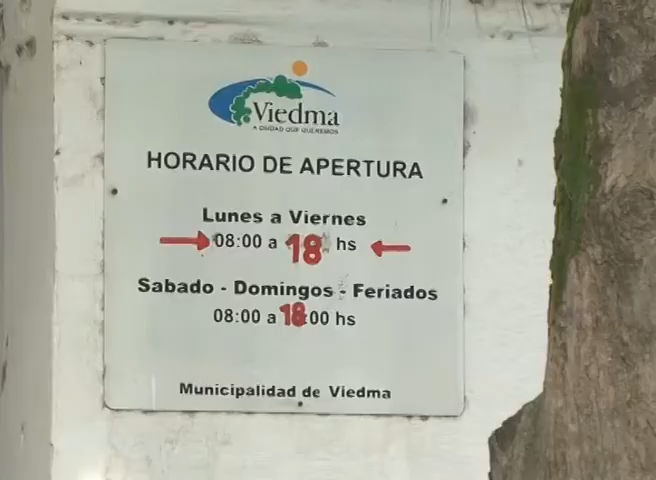 Viedma
A CIUDAD QUE QUEREMOS
HORARIO DE APERTURA
Lunes a Viernes
08:00 a 18 hs
Sabado - Domingos - Feriados
08:00 a 18:00 hs
Municipalidad de Viedma